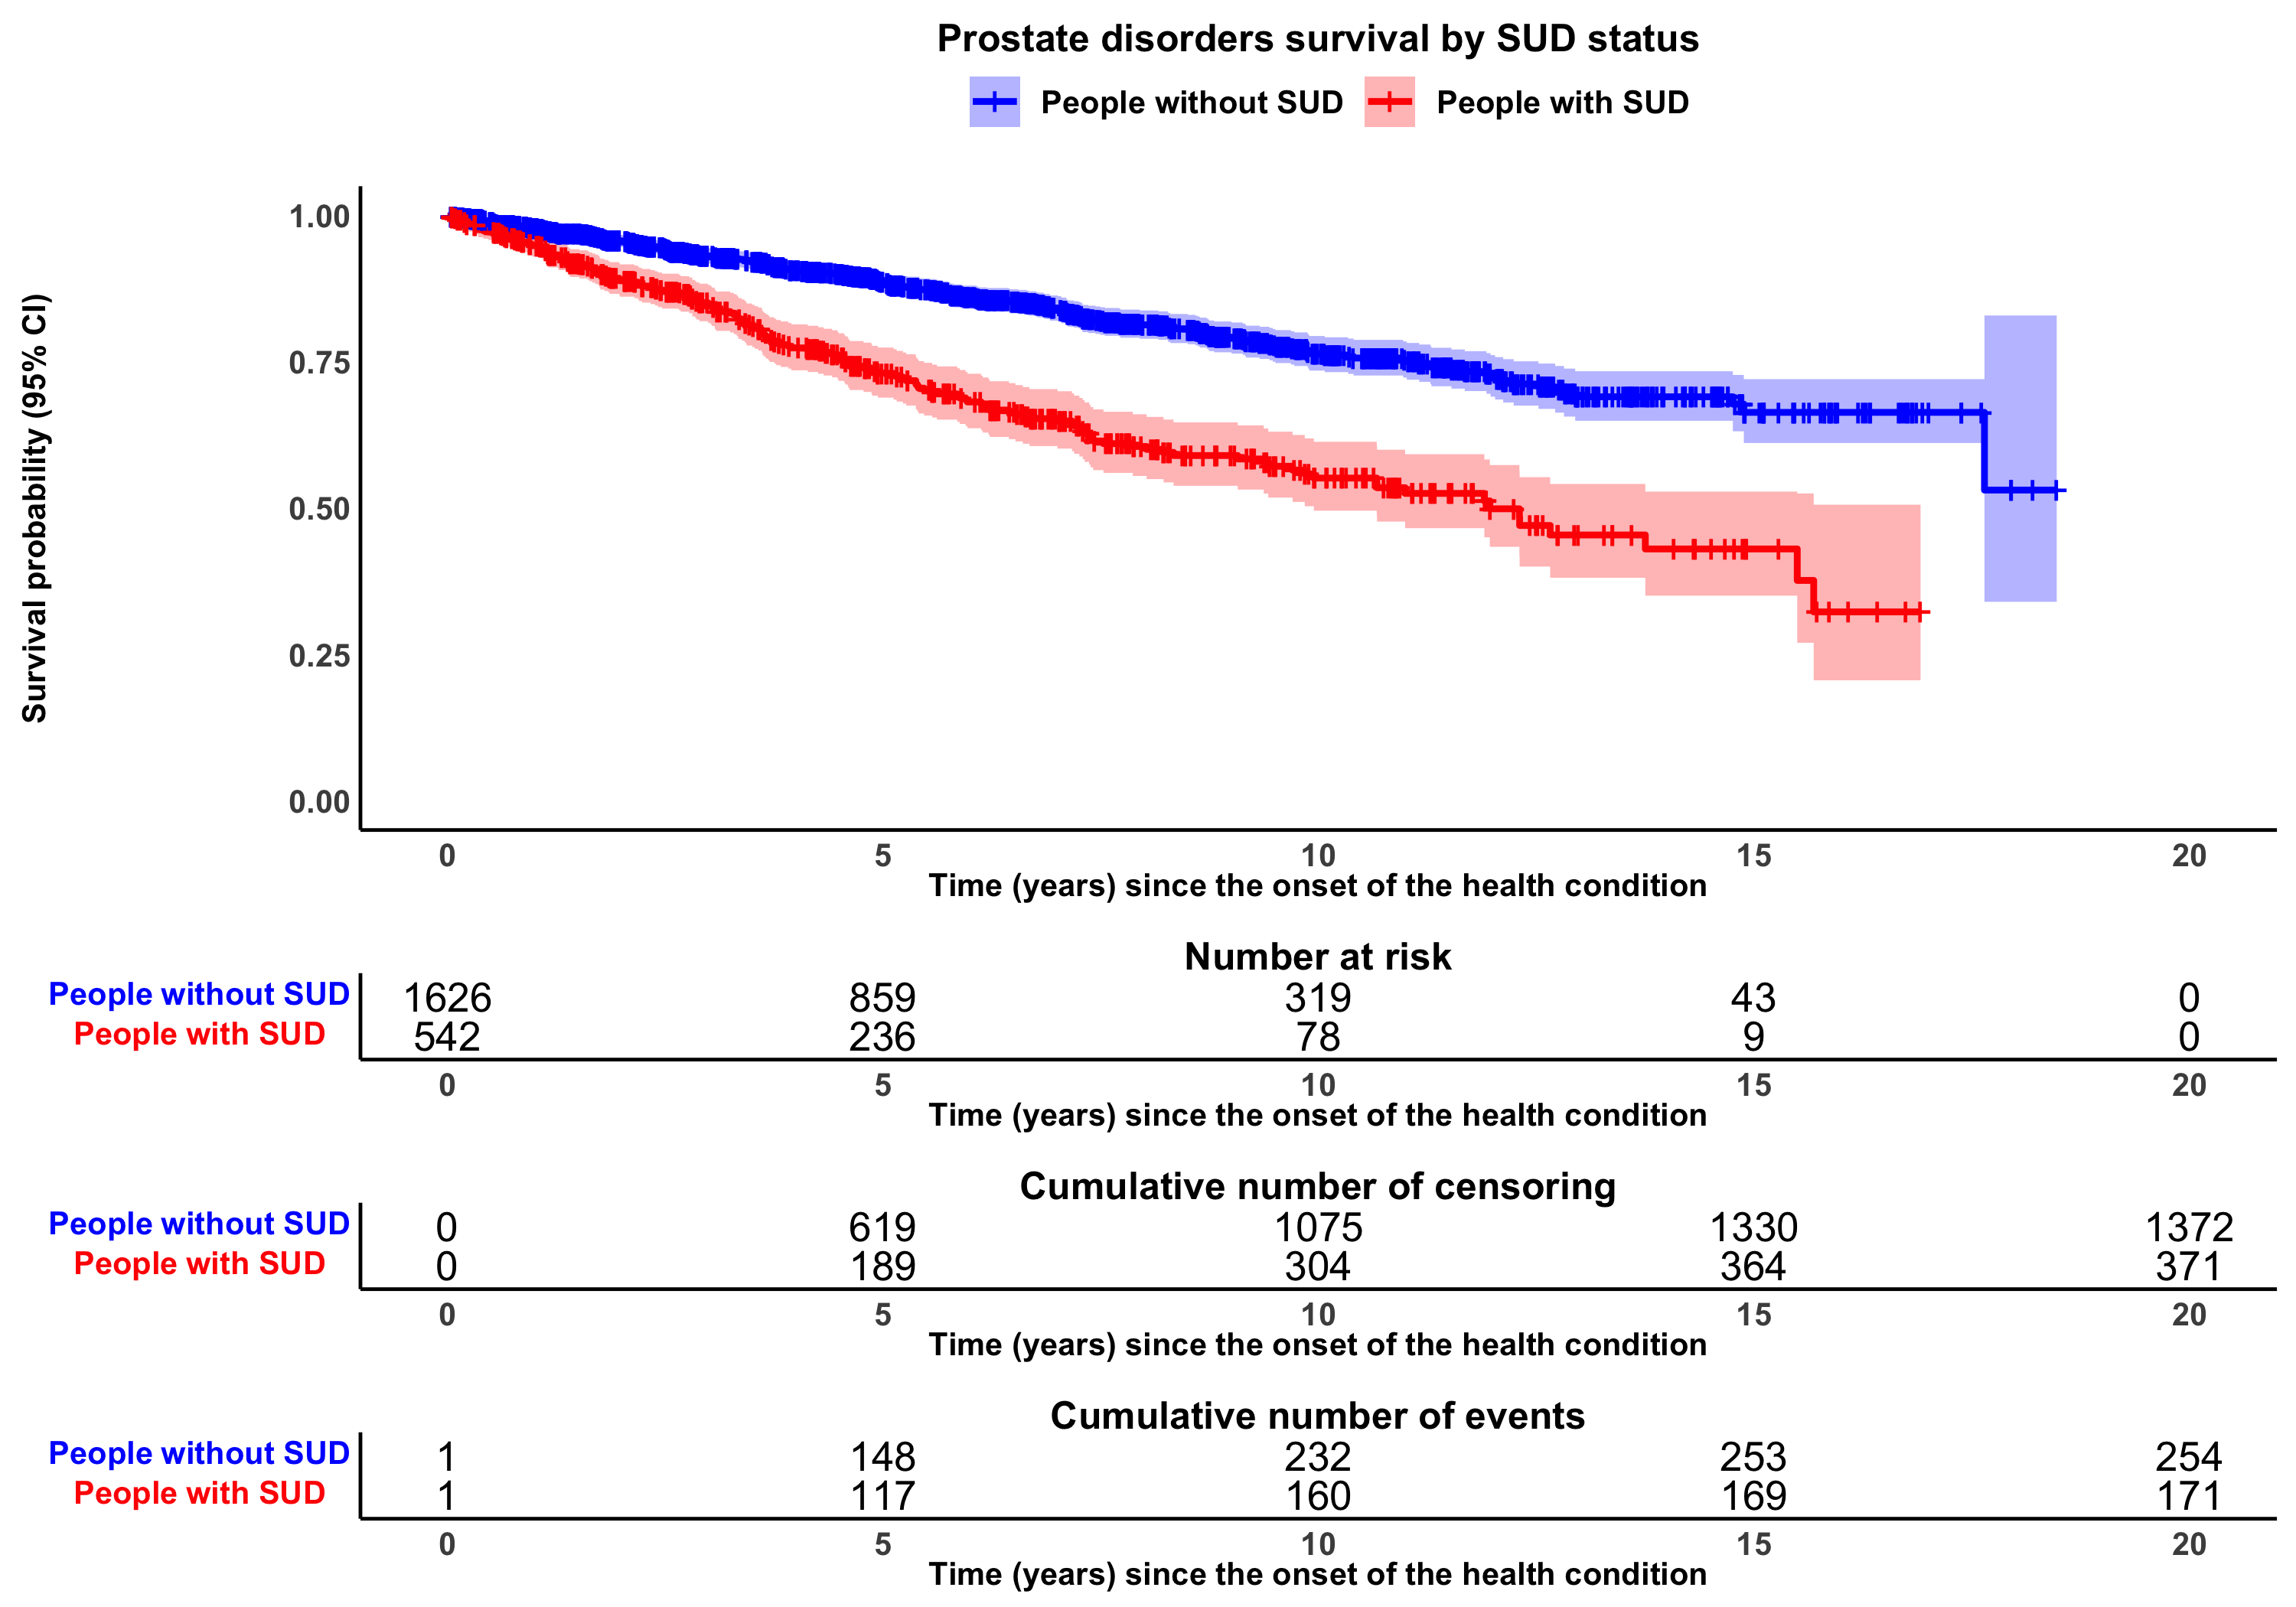 Prostate disorders survival by SUD status
People without SUD People with SUD
Survival probability (95% CI)
1.00
0.75
0.50
0.25
0.00
0 5 10 15 20
Time (years) since the onset of the health condition
Number at risk
People without SUD 1626 859 319 43 0
People with SUD 542 236 78 9 0
0 5 10 15 20
Time (years) since the onset of the health condition
Cumulative number of censoring
People without SUD 0 619 1075 1330 1372
People with SUD 0 189 304 364 371
0 5 10 15 20
Time (years) since the onset of the health condition
Cumulative number of events
People without SUD 1 148 232 253 254
People with SUD 1 117 160 169 171
0 5 10 15 20
Time (years) since the onset of the health condition